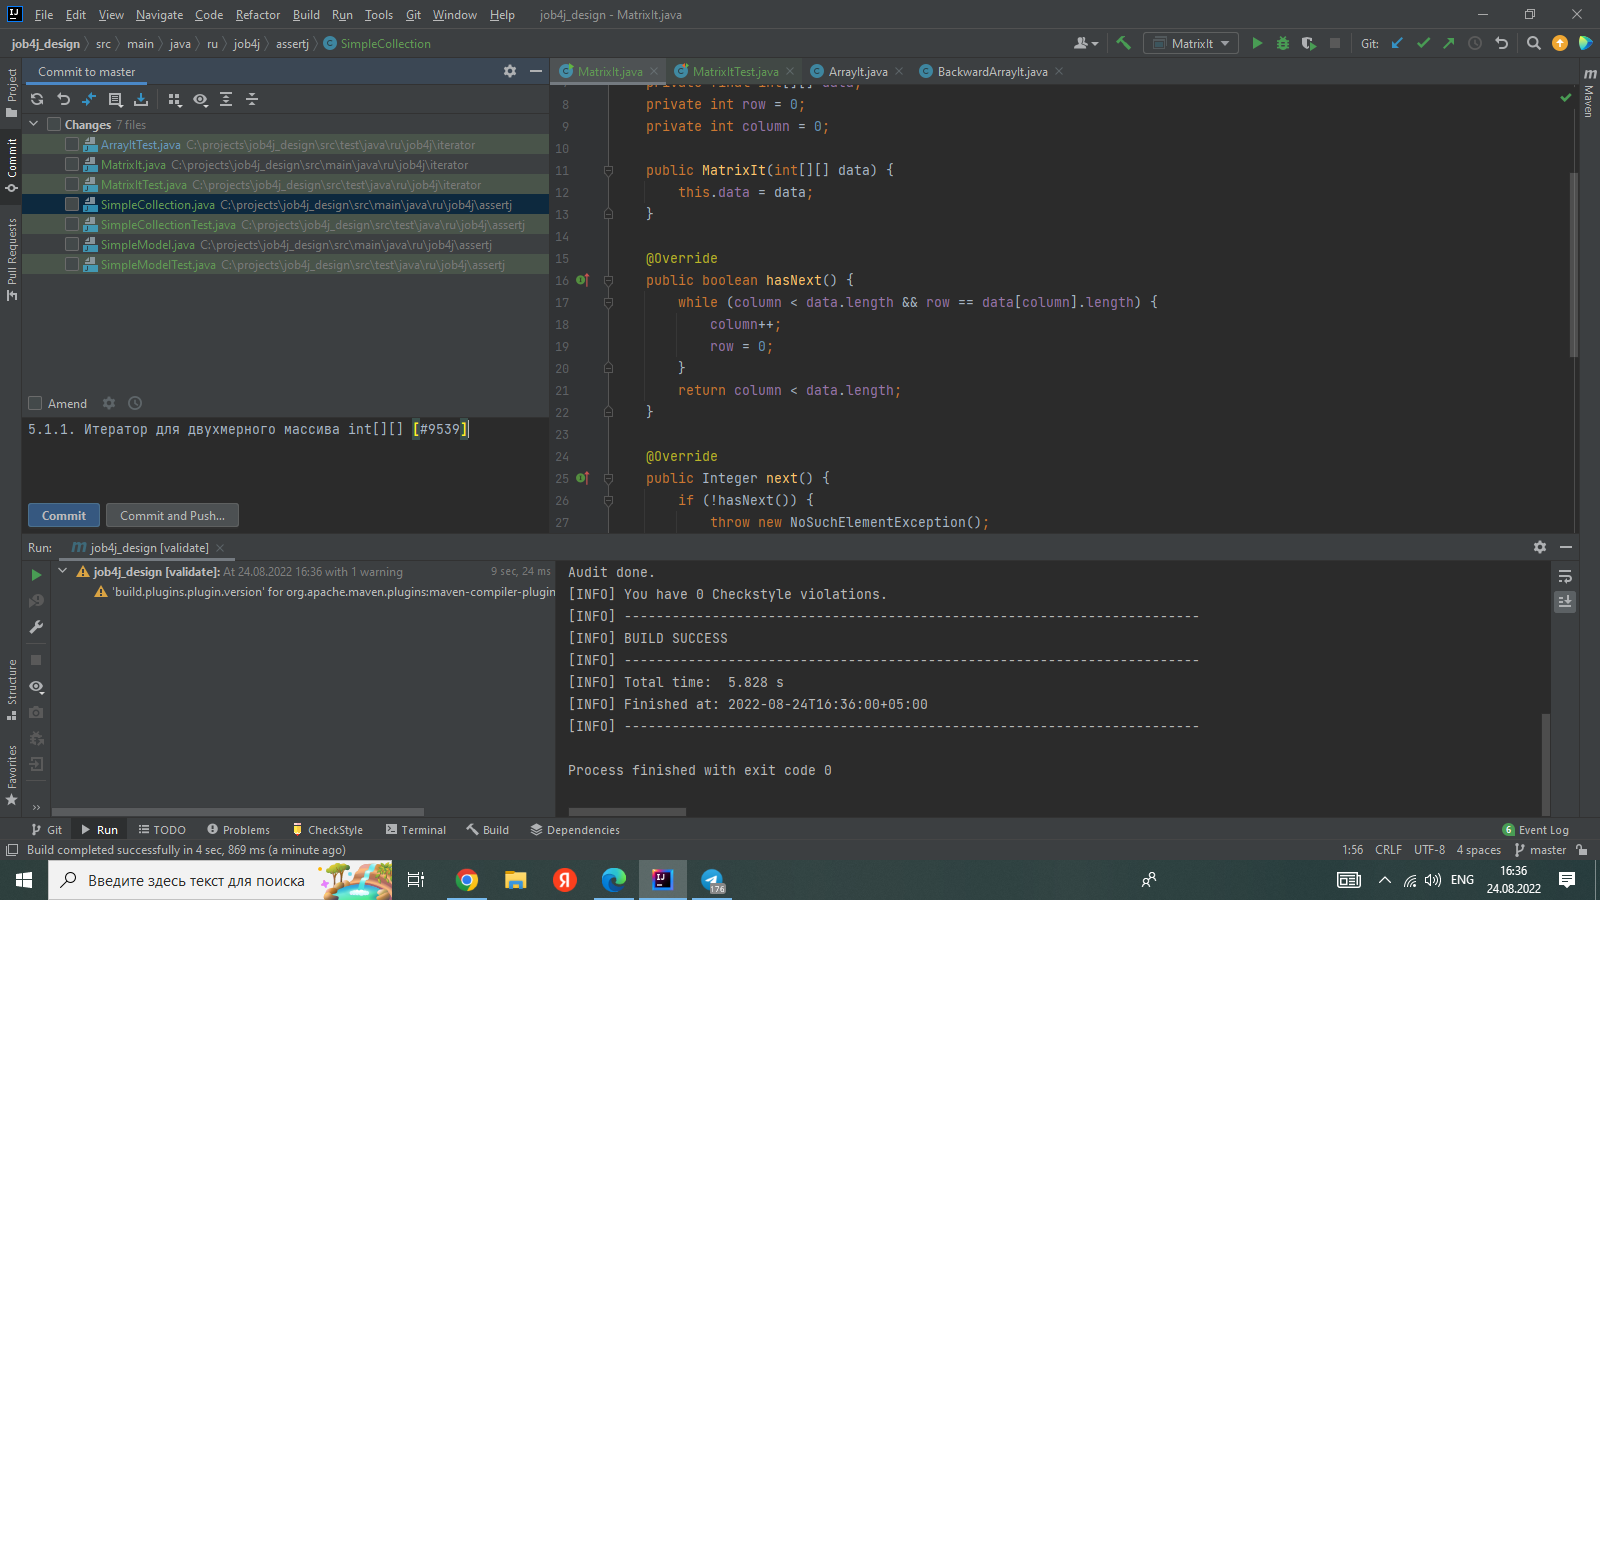 File Edit View Navigate Code Refactor Build Run Tools Git Window Help job4j_design - MatrixIt.java
job4j_design src main java ru job4j assertj SimpleCollection
MatrixIt Git:
Project
Commit
Pull Requests
Structure
Favorites
Commit to master
Changes 7 files
ArrayItTest.java C:\projects\job4j_design\src\test\java\ru\job4j\iterator
MatrixIt.java C:\projects\job4j_design\src\main\java\ru\job4j\iterator
MatrixItTest.java C:\projects\job4j_design\src\test\java\ru\job4j\iterator
SimpleCollection.java C:\projects\job4j_design\src\main\java\ru\job4j\assertj
SimpleCollectionTest.java C:\projects\job4j_design\src\test\java\ru\job4j\assertj
SimpleModel.java C:\projects\job4j_design\src\main\java\ru\job4j\assertj
SimpleModelTest.java C:\projects\job4j_design\src\test\java\ru\job4j\assertj
Amend
5.1.1. Итератор для двухмерного массива int[][] [#9539]
Commit Commit and Push...
MatrixIt.java MatrixItTest.java ArrayIt.java BackwardArrayIt.java
private final int[][] data;
8 private int row = 0;
9 private int column = 0;
10
11 public MatrixIt(int[][] data) {
12 this.data = data;
13 }
14
15 @Override
16 public boolean hasNext() {
17 while (column < data.length && row == data[column].length) {
18 column++;
19 row = 0;
20 }
21 return column < data.length;
22 }
23
24 @Override
25 public Integer next() {
26 if (!hasNext()) {
27 throw new NoSuchElementException();
Maven
Run: job4j_design [validate]
job4j_design [validate]: At 24.08.2022 16:36 with 1 warning 9 sec, 24 ms
'build.plugins.plugin.version' for org.apache.maven.plugins:maven-compiler-plugin
Audit done.
[INFO] You have 0 Checkstyle violations.
[INFO] ------------------------------------------------------------------------
[INFO] BUILD SUCCESS
[INFO] ------------------------------------------------------------------------
[INFO] Total time:  5.828 s
[INFO] Finished at: 2022-08-24T16:36:00+05:00
[INFO] ------------------------------------------------------------------------
Process finished with exit code 0
Git Run TODO Problems CheckStyle Terminal Build Dependencies 6 Event Log
Build completed successfully in 4 sec, 869 ms (a minute ago) 1:56 CRLF UTF-8 4 spaces master
Введите здесь текст для поиска
Я
IJ
176
ENG
16:36
24.08.2022